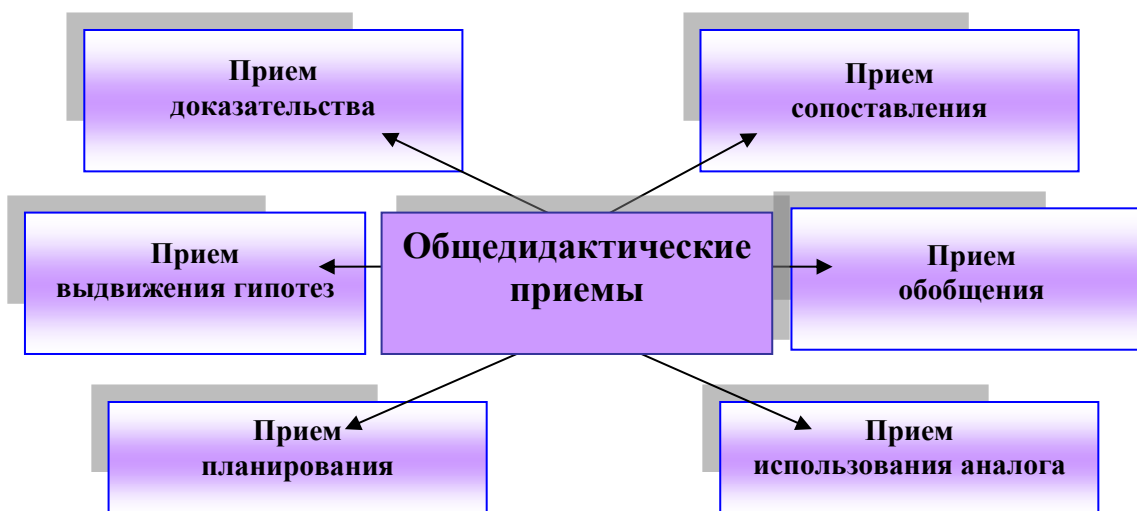 Прием
доказательства
Прием
сопоставления
Общедидактические
приемы
Прием
выдвижения гипотез
Прием
обобщения
Прием
планирования
Прием
использования аналога